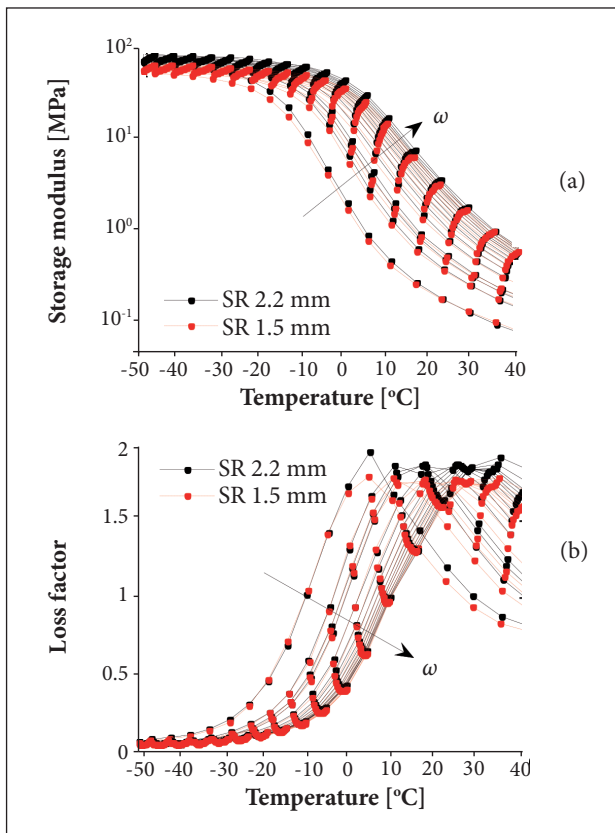 10²
10¹
10⁰
10⁻¹
Storage modulus [MPa]
ω
(a)
SR 2.2 mm
SR 1.5 mm
-50 -40 -30 -20 -10 0 10 20 30 40
Temperature [ºC]
2
1.5
1
0.5
0
Loss factor
SR 2.2 mm
SR 1.5 mm
(b)
ω
-50 -40 -30 -20 -10 0 10 20 30 40
Temperature [ºC]